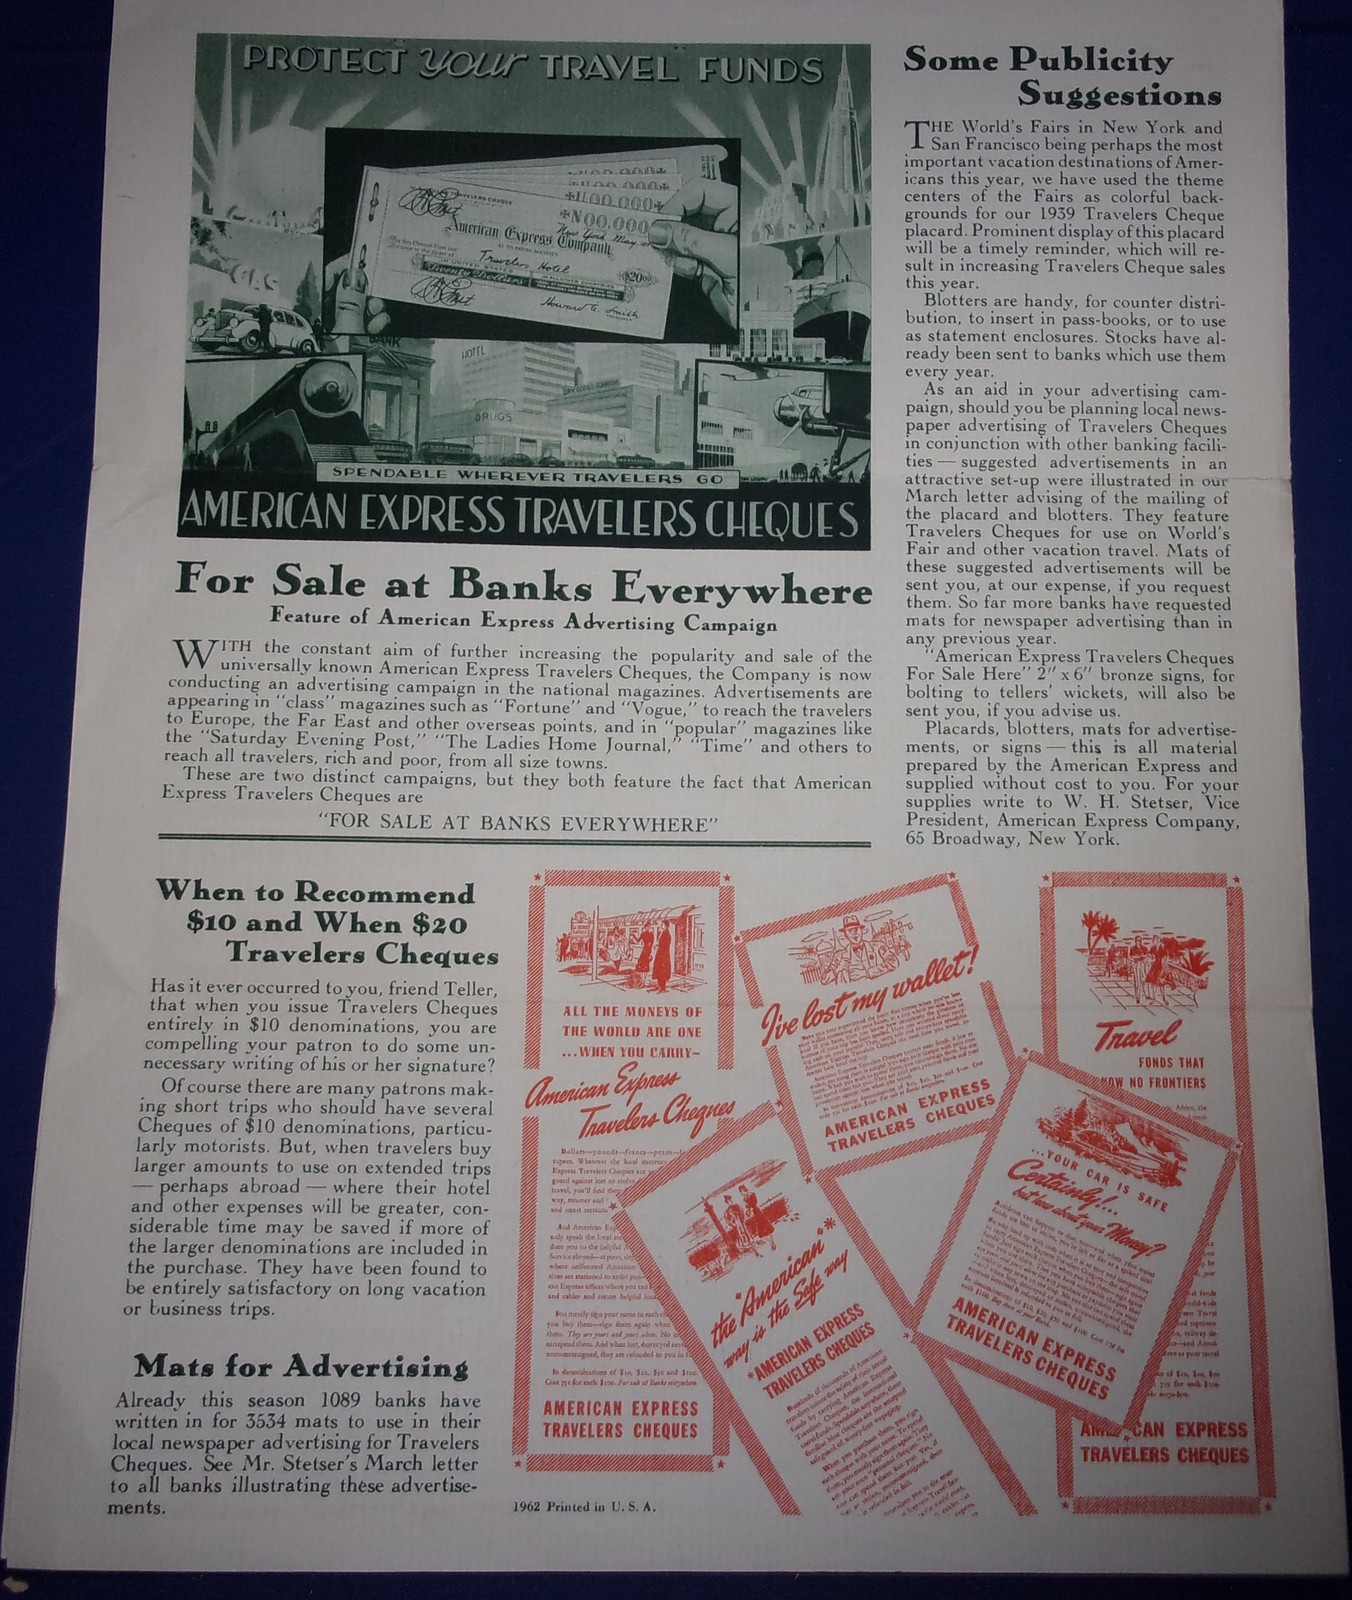 PROTECT your TRAVEL FUNDS
TRAVELERS CHEQUE
N00,000
N00,000
N00,000
New York May
American Express Company
Travelers Hotel
$20
Twenty Dollars
Howard A. Smith
BANK
HOTEL
DRUGS
SPENDABLE WHEREVER TRAVELERS GO
AMERICAN EXPRESS TRAVELERS CHEQUES
For Sale at Banks Everywhere
Feature of American Express Advertising Campaign
WITH the constant aim of further increasing the popularity and sale of the
universally known American Express Travelers Cheques, the Company is now
conducting an advertising campaign in the national magazines. Advertisements are
appearing in "class" magazines such as "Fortune" and "Vogue," to reach the travelers
to Europe, the Far East and other overseas points, and in "popular" magazines like
the "Saturday Evening Post," "The Ladies Home Journal," "Time" and others to
reach all travelers, rich and poor, from all size towns.
These are two distinct campaigns, but they both feature the fact that American
Express Travelers Cheques are
"FOR SALE AT BANKS EVERYWHERE"
Some Publicity
Suggestions
THE World's Fairs in New York and
San Francisco being perhaps the most
important vacation destinations of Amer-
icans this year, we have used the theme
centers of the Fairs as colorful back-
grounds for our 1939 Travelers Cheque
placard. Prominent display of this placard
will be a timely reminder, which will re-
sult in increasing Travelers Cheque sales
this year.
Blotters are handy, for counter distri-
bution, to insert in pass-books, or to use
as statement enclosures. Stocks have al-
ready been sent to banks which use them
every year.
As an aid in your advertising cam-
paign, should you be planning local news-
paper advertising of Travelers Cheques
in conjunction with other banking facili-
ties — suggested advertisements in an
attractive set-up were illustrated in our
March letter advising of the mailing of
the placard and blotters. They feature
Travelers Cheques for use on World's
Fair and other vacation travel. Mats of
these suggested advertisements will be
sent you, at our expense, if you request
them. So far more banks have requested
mats for newspaper advertising than in
any previous year.
"American Express Travelers Cheques
For Sale Here" 2" x 6" bronze signs, for
bolting to tellers' wickets, will also be
sent you, if you advise us.
Placards, blotters, mats for advertise-
ments, or signs — this is all material
prepared by the American Express and
supplied without cost to you. For your
supplies write to W. H. Stetser, Vice
President, American Express Company,
65 Broadway, New York.
When to Recommend
$10 and When $20
Travelers Cheques
Has it ever occurred to you, friend Teller,
that when you issue Travelers Cheques
entirely in $10 denominations, you are
compelling your patron to do some un-
necessary writing of his or her signature?
Of course there are many patrons mak-
ing short trips who should have several
Cheques of $10 denominations, particu-
larly motorists. But, when travelers buy
larger amounts to use on extended trips
— perhaps abroad — where their hotel
and other expenses will be greater, con-
siderable time may be saved if more of
the larger denominations are included in
the purchase. They have been found to
be entirely satisfactory on long vacation
or business trips.
Mats for Advertising
Already this season 1089 banks have
written in for 3534 mats to use in their
local newspaper advertising for Travelers
Cheques. See Mr. Stetser's March letter
to all banks illustrating these advertise-
ments.
ALL THE MONEYS OF
THE WORLD ARE ONE
...WHEN YOU CARRY—
American Express
Travelers Cheques
AMERICAN EXPRESS
TRAVELERS CHEQUES
I've lost my wallet!
AMERICAN EXPRESS
TRAVELERS CHEQUES
Travel
FUNDS THAT
NO FRONTIERS
the "American"*
way is the Safe way
*AMERICAN EXPRESS
TRAVELERS CHEQUES
...YOUR CAR IS SAFE
Certainly!....
but how about your Money?
AMERICAN EXPRESS
TRAVELERS CHEQUES
EXPRESS
TRAVELERS CHEQUES
1962 Printed in U. S. A.